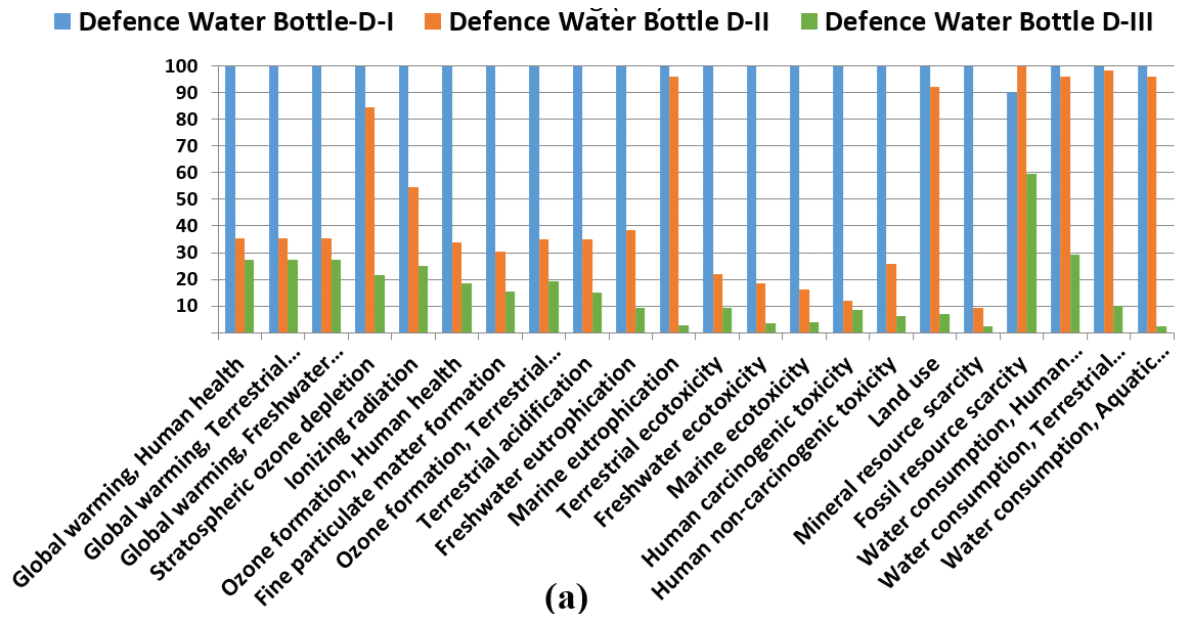 Defence Water Bottle-D-I Defence Water Bottle D-II Defence Water Bottle D-III
100
90
80
70
60
50
40
30
20
10
Global warming, Human health
Global warming, Terrestrial...
Global warming, Freshwater...
Stratospheric ozone depletion
Ionizing radiation
Ozone formation, Human health
Fine particulate matter formation
Ozone formation, Terrestrial...
Terrestrial acidification
Freshwater eutrophication
Marine eutrophication
Terrestrial ecotoxicity
Freshwater ecotoxicity
Marine ecotoxicity
Human carcinogenic toxicity
Human non-carcinogenic toxicity
Land use
Mineral resource scarcity
Fossil resource scarcity
Water consumption, Human...
Water consumption, Terrestrial...
Water consumption, Aquatic...
(a)